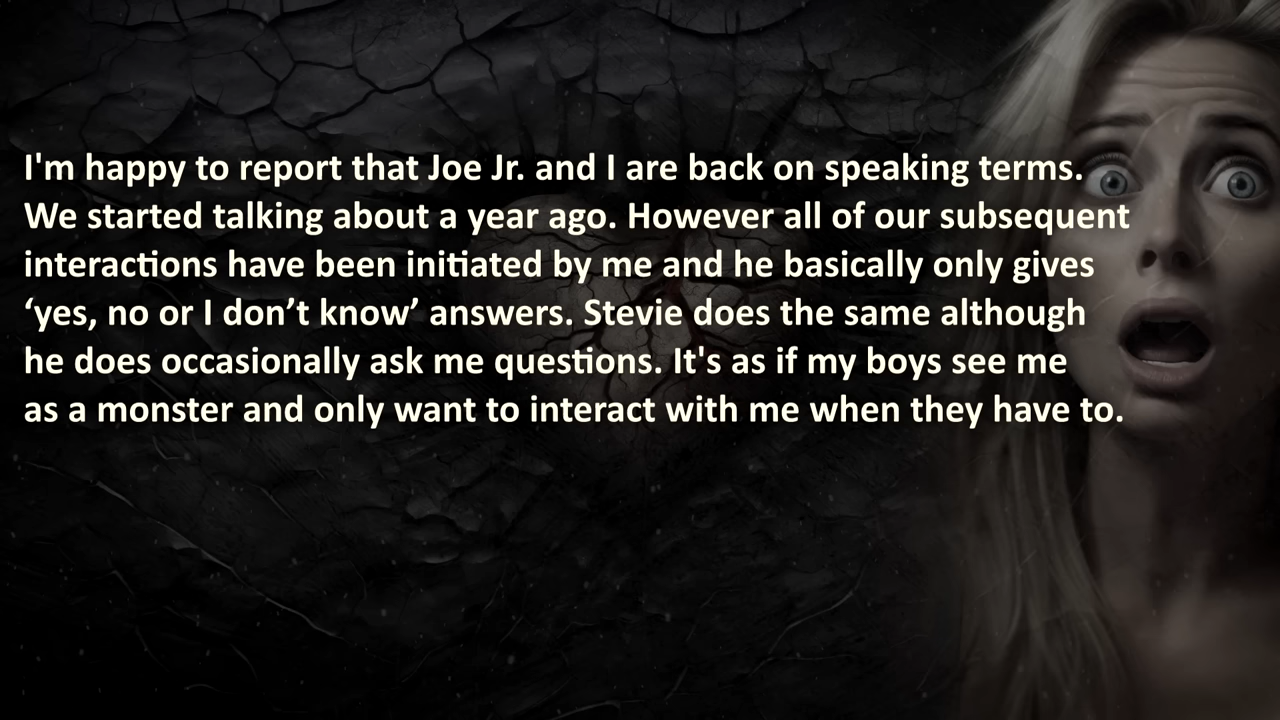 I'm happy to report that Joe Jr. and I are back on speaking terms.
We started talking about a year ago. However all of our subsequent
interactions have been initiated by me and he basically only gives
‘yes, no or I don’t know’ answers. Stevie does the same although
he does occasionally ask me questions. It's as if my boys see me
as a monster and only want to interact with me when they have to.